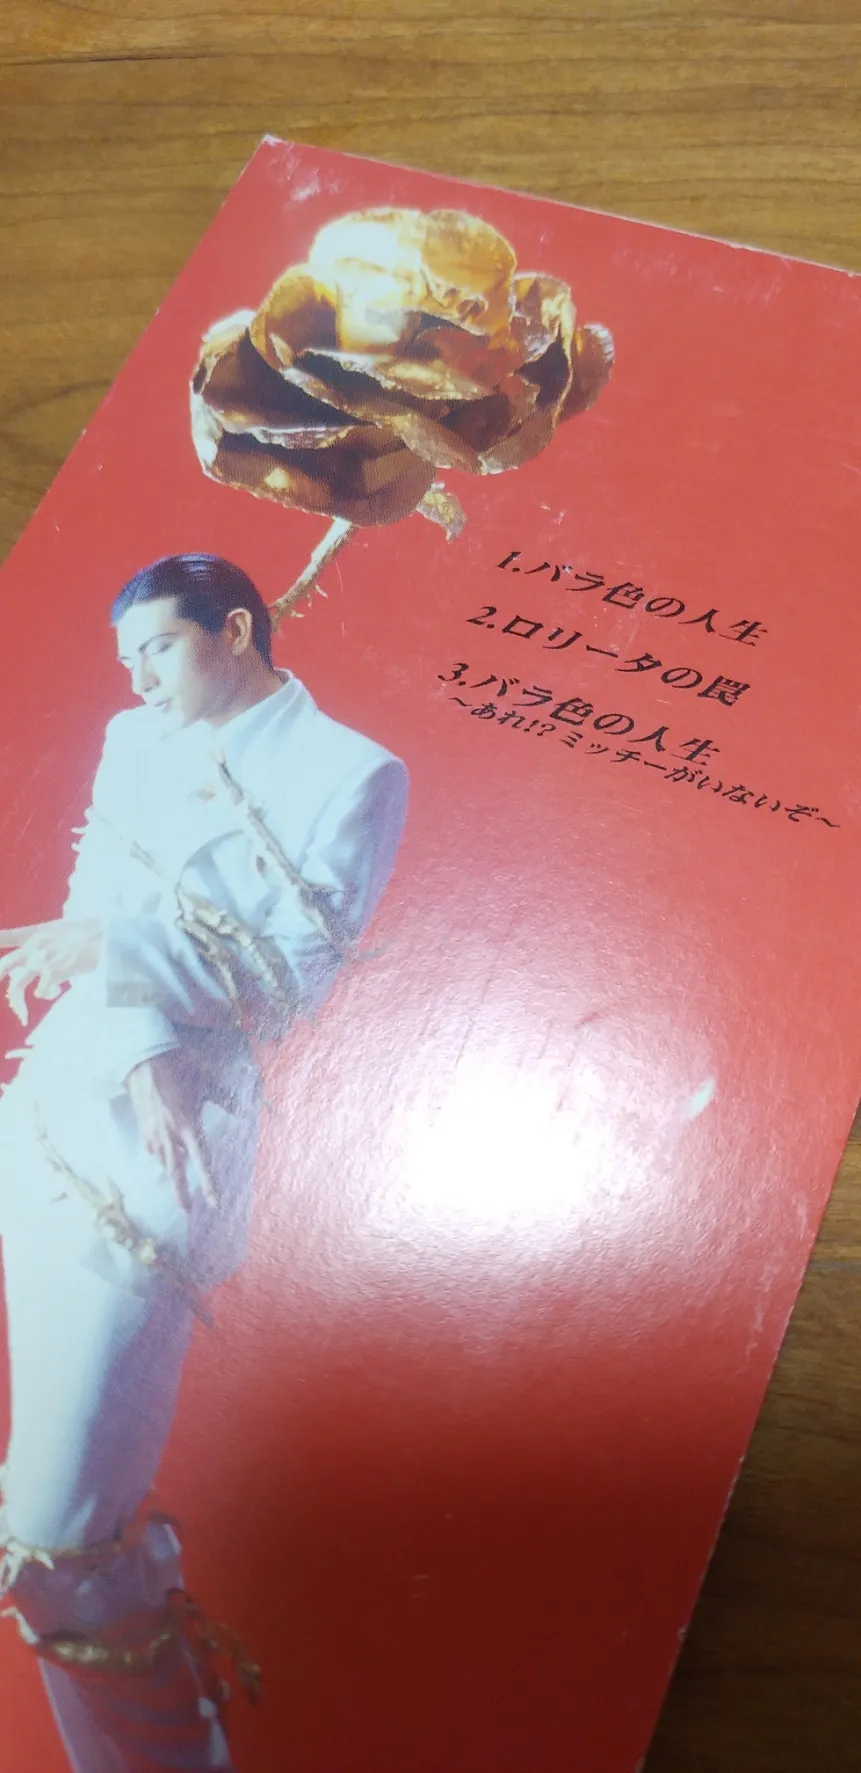 1.バラ色の人生
2.ロリータの罠
3.バラ色の人生
〜あれ!?ミッチーがいないぞ〜